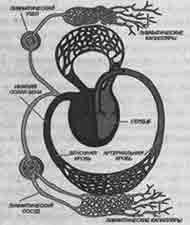 ЛИМФАТИЧЕСКИЙ
УЗЕЛ
ЛИМФАТИЧЕСКИЕ
КАПИЛЛЯРЫ
НИЖНЯЯ
ПОЛАЯ ВЕНА
СЕРДЦЕ
ВЕНОЗНАЯ
КРОВЬ
АРТЕРИАЛЬНАЯ
КРОВЬ
ЛИМФАТИЧЕСКИЙ
СОСУД
ЛИМФАТИЧЕСКИЕ КАПИЛЛЯРЫ